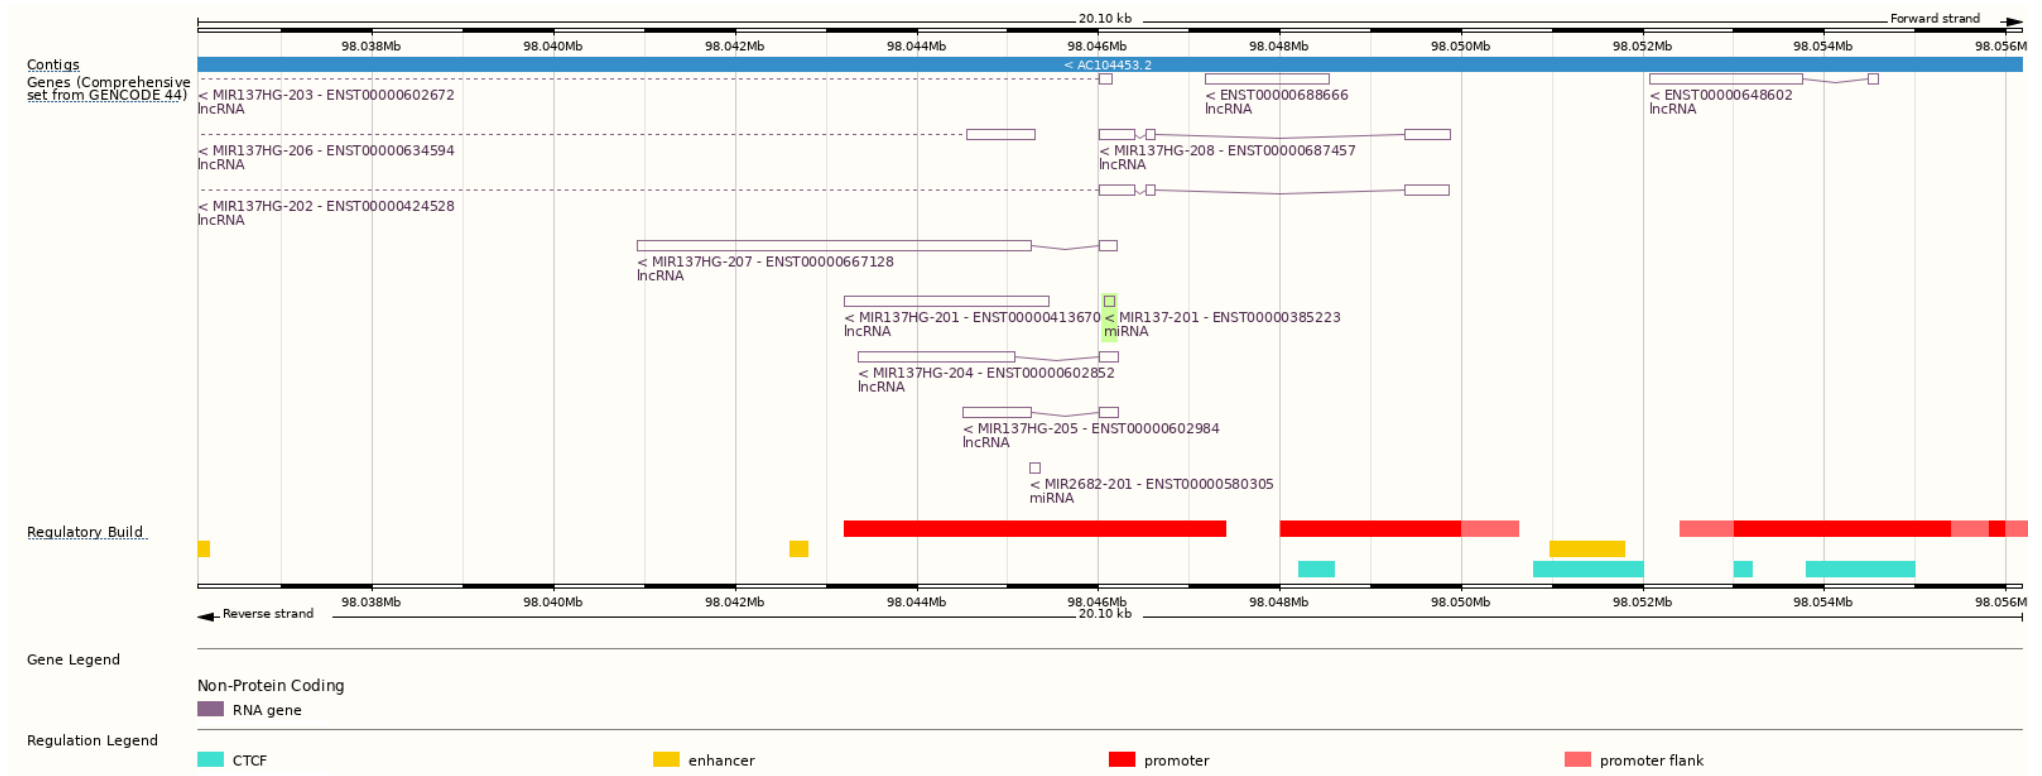 20.10 kb Forward strand
98.038Mb 98.040Mb 98.042Mb 98.044Mb 98.046Mb 98.048Mb 98.050Mb 98.052Mb 98.054Mb 98.056M
Contigs < AC104453.2
Genes (Comprehensive
set from GENCODE 44)
< MIR137HG-203 - ENST00000602672 < ENST00000688666 < ENST00000648602
lncRNA lncRNA lncRNA
< MIR137HG-206 - ENST00000634594 < MIR137HG-208 - ENST00000687457
lncRNA lncRNA
< MIR137HG-202 - ENST00000424528
lncRNA
< MIR137HG-207 - ENST00000667128
lncRNA
< MIR137HG-201 - ENST00000413670 < MIR137-201 - ENST00000385223
lncRNA miRNA
< MIR137HG-204 - ENST00000602852
lncRNA
< MIR137HG-205 - ENST00000602984
lncRNA
< MIR2682-201 - ENST00000580305
miRNA
Regulatory Build
98.038Mb 98.040Mb 98.042Mb 98.044Mb 98.046Mb 98.048Mb 98.050Mb 98.052Mb 98.054Mb 98.056M
Reverse strand 20.10 kb
Gene Legend
Non-Protein Coding
RNA gene
Regulation Legend
CTCF enhancer promoter promoter flank